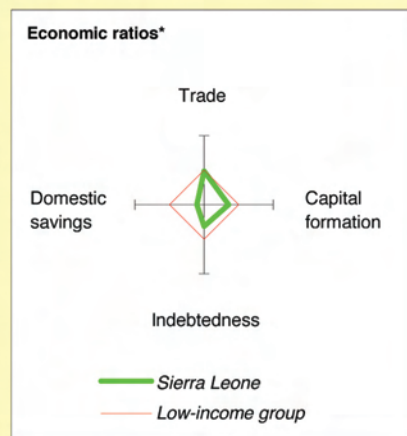 Economic ratios*
Trade
Domestic
savings
Capital
formation
Indebtedness
Sierra Leone
Low-income group